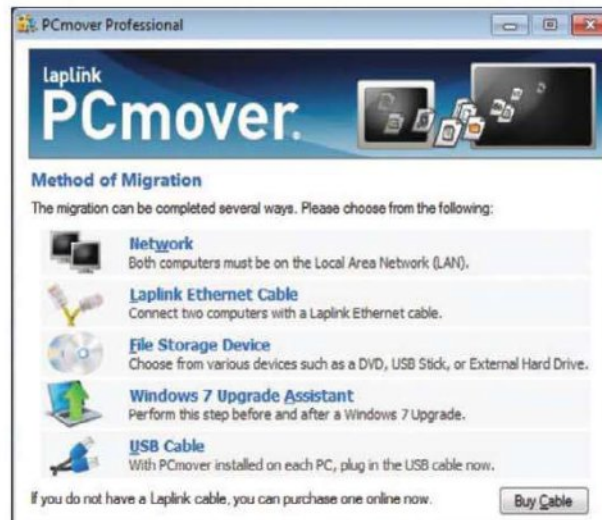 PCmover Professional
laplink
PCmover.
Method of Migration
The migration can be completed several ways. Please choose from the following:
Network
Both computers must be on the Local Area Network (LAN).
Laplink Ethernet Cable
Connect two computers with a Laplink Ethernet cable.
File Storage Device
Choose from various devices such as a DVD, USB Stick, or External Hard Drive.
Windows 7 Upgrade Assistant
Perform this step before and after a Windows 7 Upgrade.
USB Cable
With PCmover installed on each PC, plug in the USB cable now.
If you do not have a Laplink cable, you can purchase one online now.
Buy Cable